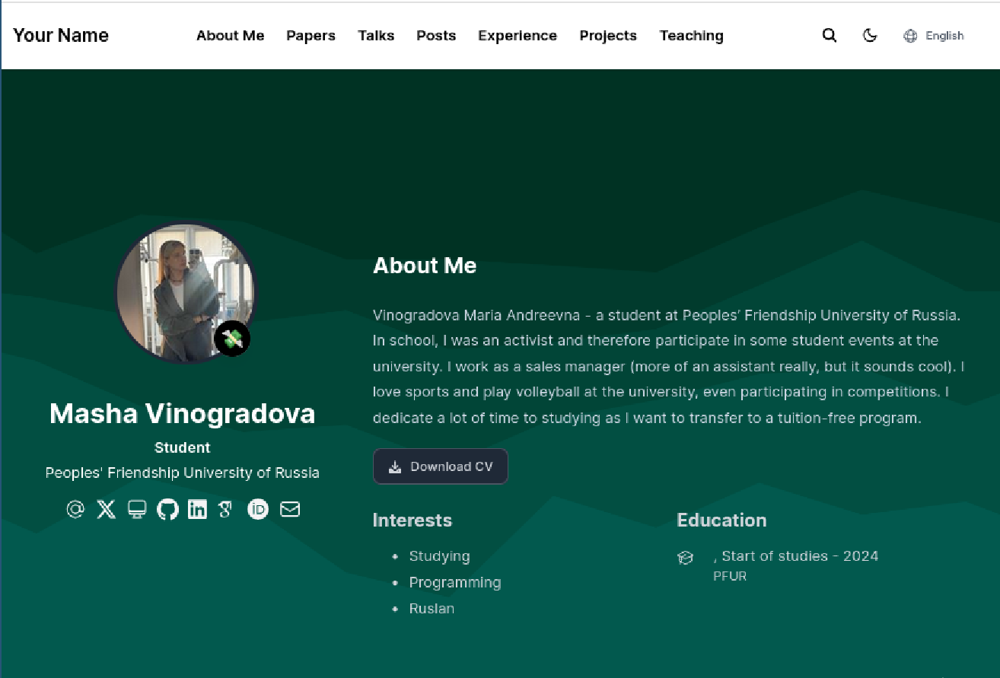 Your Name
About Me Papers Talks Posts Experience Projects Teaching
English
Masha Vinogradova
Student
Peoples' Friendship University of Russia
About Me
Vinogradova Maria Andreevna - a student at Peoples’ Friendship University of Russia.
In school, I was an activist and therefore participate in some student events at the
university. I work as a sales manager (more of an assistant really, but it sounds cool). I
love sports and play volleyball at the university, even participating in competitions. I
dedicate a lot of time to studying as I want to transfer to a tuition-free program.
Download CV
Interests
Studying
Programming
Ruslan
Education
, Start of studies - 2024
PFUR